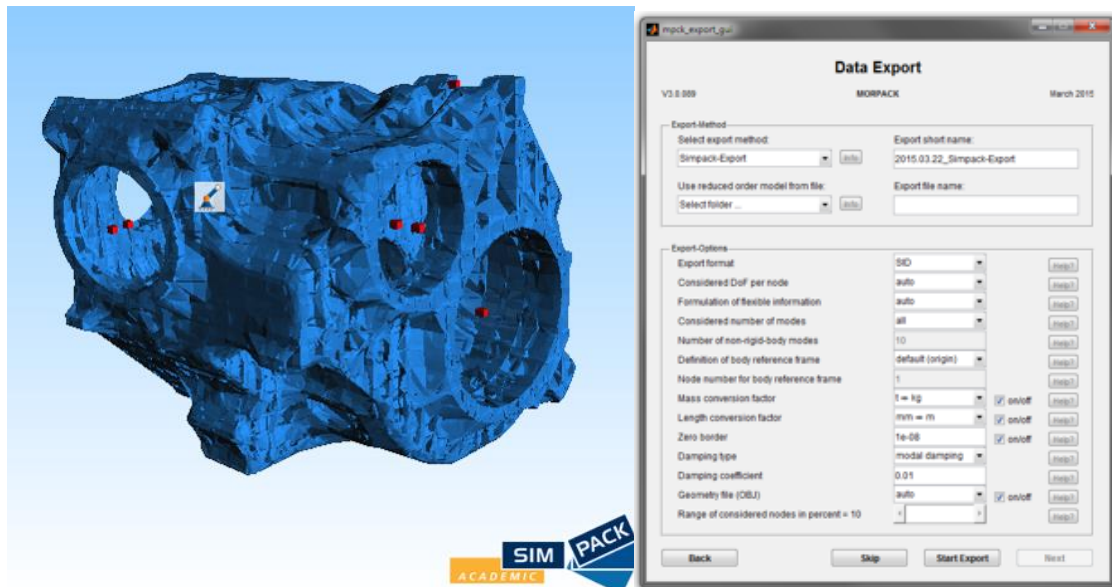 SIM
PACK
ACADEMIC
mpck_export_gui
Data Export
V3.0.089 MORPACK March 2015
Export-Method
Select export method: Export short name:
Simpack-Export Info 2015.03.22_Simpack-Export
Use reduced order model from file: Export file name:
Select folder ... Info
Export-Options
Export format SID Help?
Considered DoF per node auto Help?
Formulation of flexible information auto Help?
Considered number of modes all Help?
Number of non-rigid-body modes 10 Help?
Definition of body reference frame default (origin) Help?
Node number for body reference frame 1 Help?
Mass conversion factor t ⇒ kg on/off Help?
Length conversion factor mm ⇒ m on/off Help?
Zero border 1e-08 on/off Help?
Damping type modal damping Help?
Damping coefficient 0.01 Help?
Geometry file (OBJ) auto on/off Help?
Range of considered nodes in percent = 10 Help?
Back Skip Start Export Next